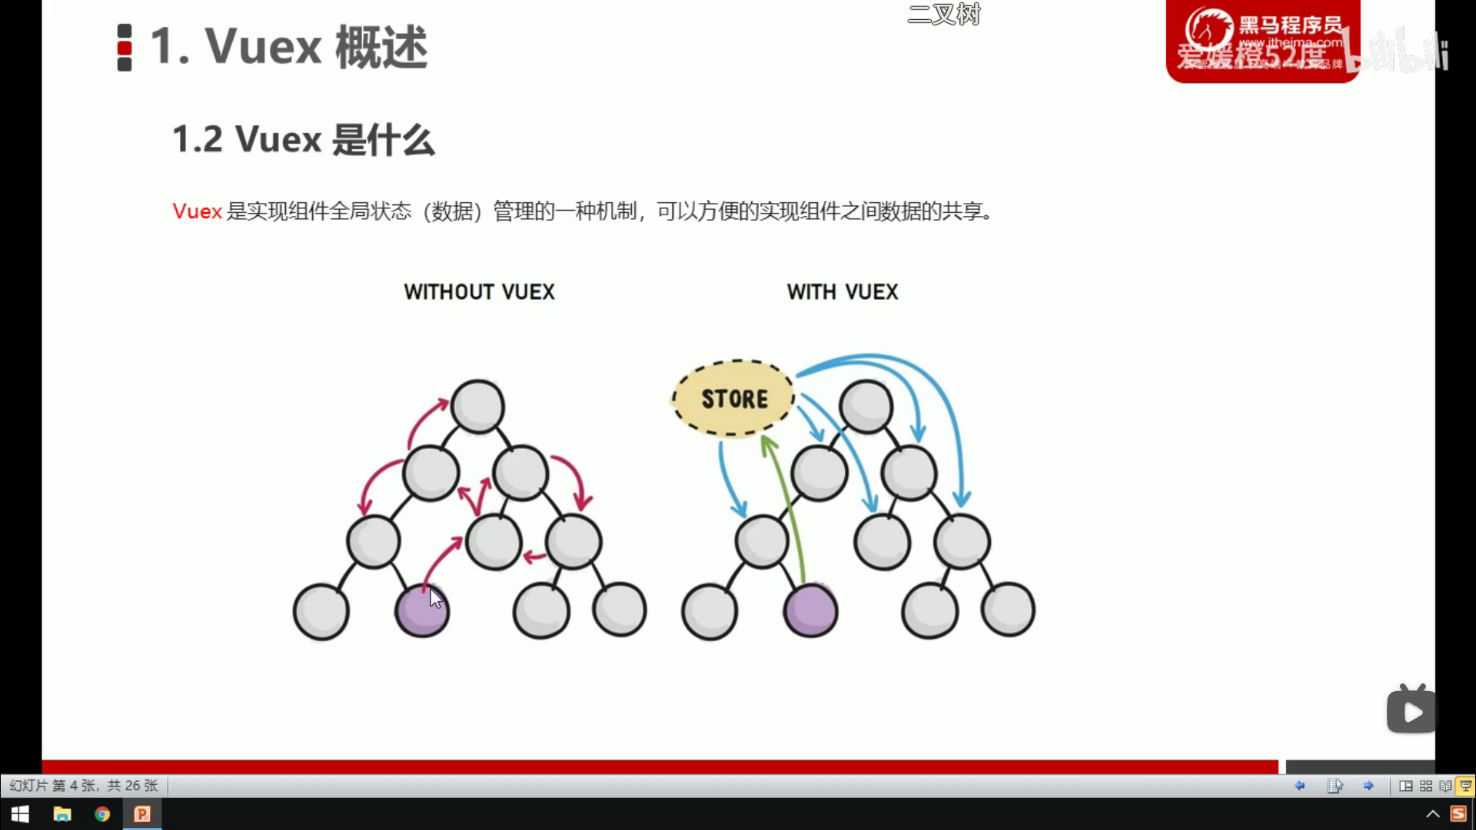 二叉树
1. Vuex 概述
黑马程序员
www.itheima.com
爱媛橙52度
bilibili
1.2 Vuex 是什么
Vuex 是实现组件全局状态（数据）管理的一种机制，可以方便的实现组件之间数据的共享。
WITHOUT VUEX
WITH VUEX
STORE
幻灯片 第 4 张，共 26 张